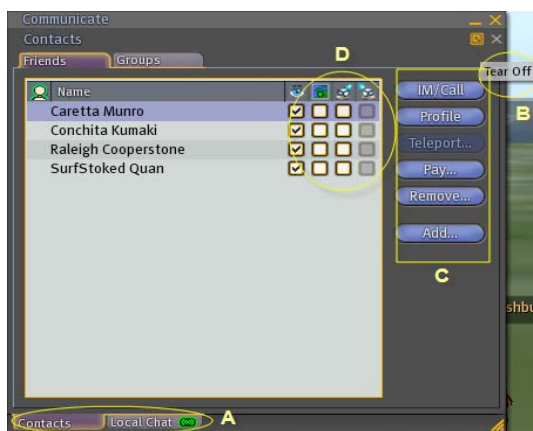 Communicate
Contacts
Friends Groups
D
Tear Off
Name
IM/Call
B
Caretta Munro
Profile
Conchita Kumaki
Teleport...
Raleigh Cooperstone
Pay...
SurfStoked Quan
Remove...
Add...
C
shbu
Contacts Local Chat A